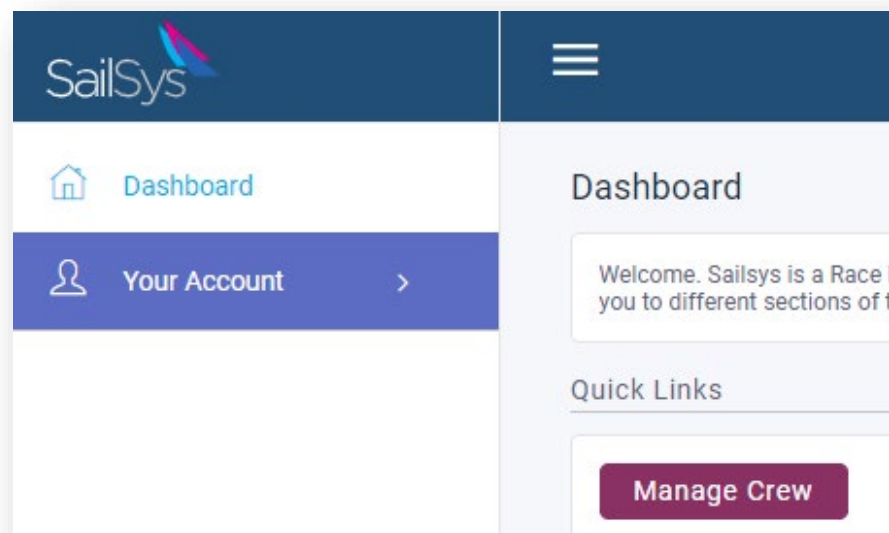 SailSys
Dashboard
Your Account
Dashboard
Welcome. Sailsys is a Race
you to different sections of
Quick Links
Manage Crew